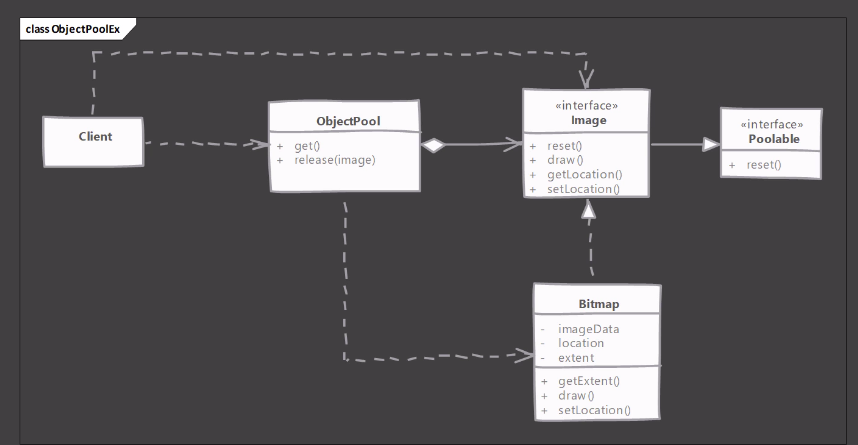 class ObjectPoolEx
Client
ObjectPool
+ get()
+ release(image)
«interface»
Image
+ reset()
+ draw()
+ getLocation()
+ setLocation()
«interface»
Poolable
+ reset()
Bitmap
- imageData
- location
- extent
+ getExtent()
+ draw()
+ setLocation()